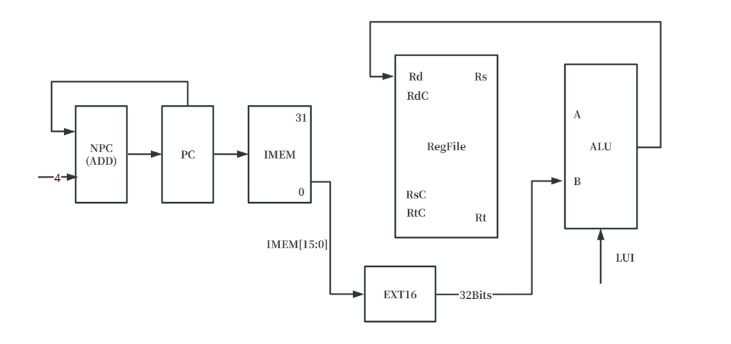 Rd Rs
RdC
31
A
NPC
(ADD)
PC
IMEM
RegFile
ALU
4
B
0
RsC
RtC
Rt
IMEM[15:0]
LUI
EXT16
32Bits